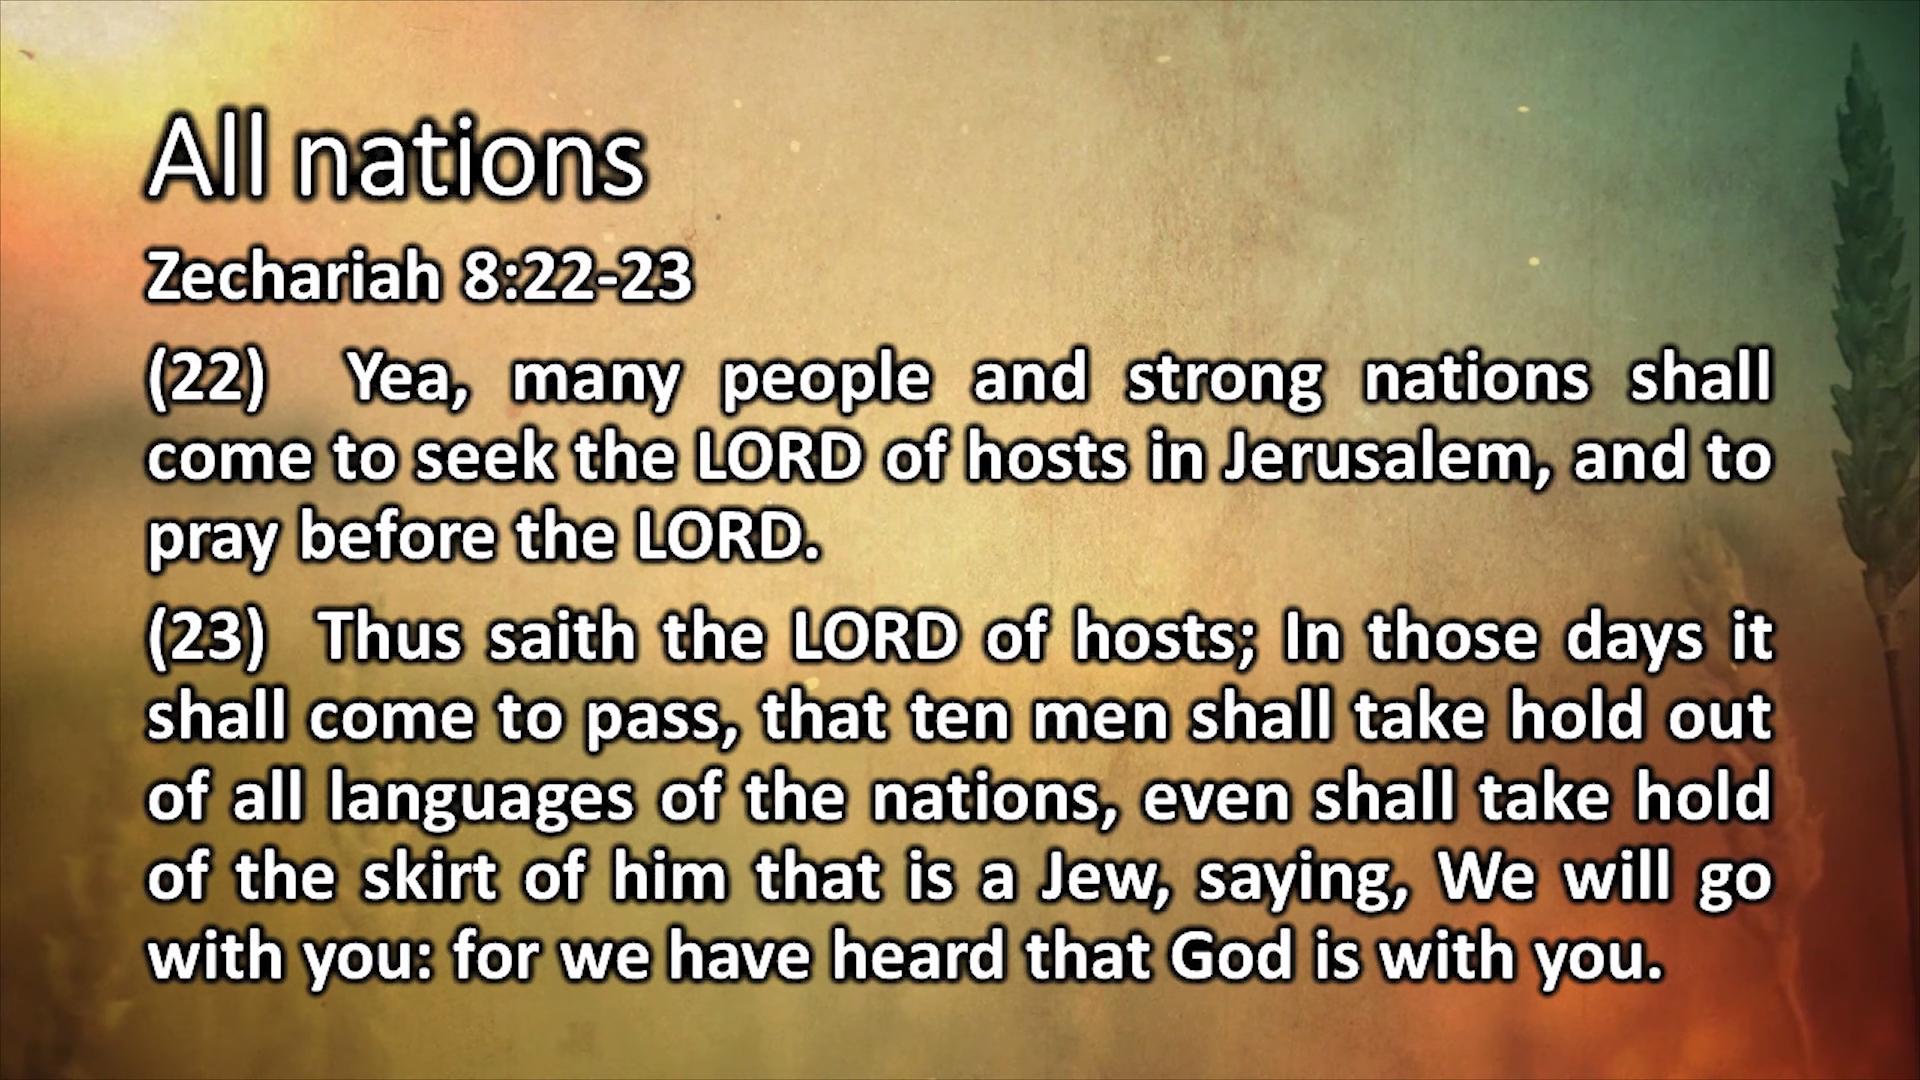 All nations
Zechariah 8:22-23
(22) Yea, many people and strong nations shall
come to seek the LORD of hosts in Jerusalem, and to
pray before the LORD.
(23) Thus saith the LORD of hosts; In those days it
shall come to pass, that ten men shall take hold out
of all languages of the nations, even shall take hold
of the skirt of him that is a Jew, saying, We will go
with you: for we have heard that God is with you.